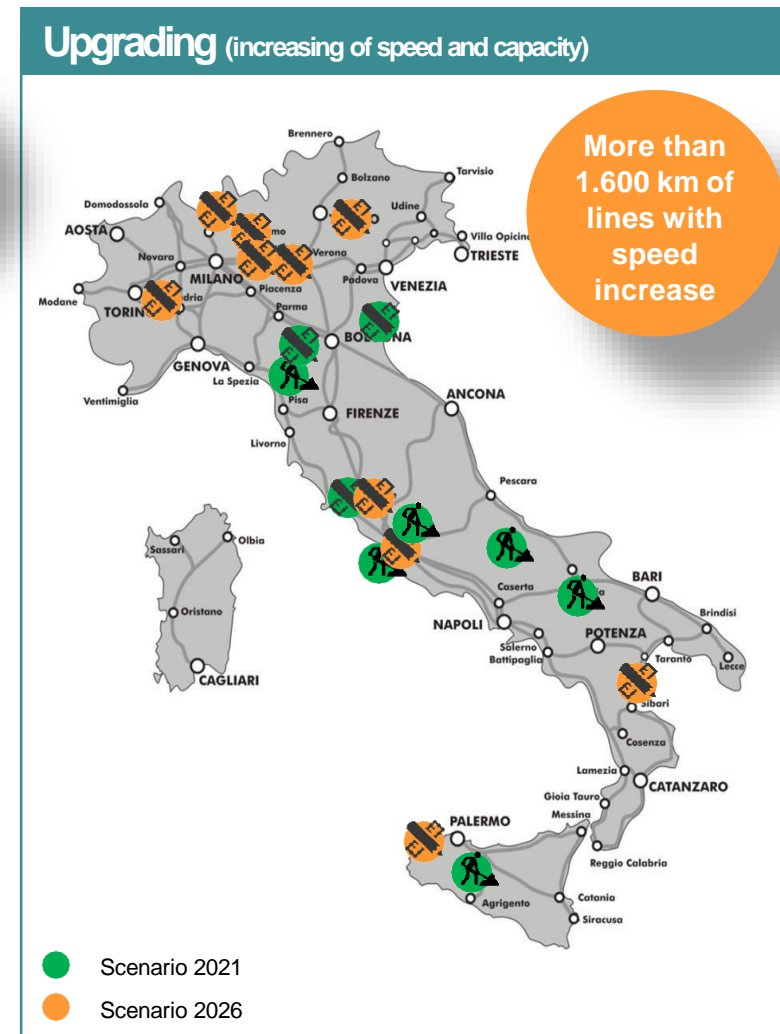 Upgrading (increasing of speed and capacity)
More than
1.600 km of
lines with
speed
increase
Brennero
Bolzano
Tarvisio
Domodossola
Udine
AOSTA
Villa Opicina
Verona
TRIESTE
Novara
MILANO
Padova
VENEZIA
Modane
Piacenza
Parma
GENOVA
La Spezia
Pisa
ANCONA
Ventimiglia
FIRENZE
Livorno
Pescara
Sassari
Olbia
Caserta
BARI
Oristano
Brindisi
NAPOLI
POTENZA
Salerno
Taranto
Battipaglia
Lecce
CAGLIARI
Sibari
Cosenza
Lamezia
CATANZARO
Gioia Tauro
Messina
PALERMO
Reggio Calabria
Agrigento
Catania
Siracusa
Scenario 2021
Scenario 2026